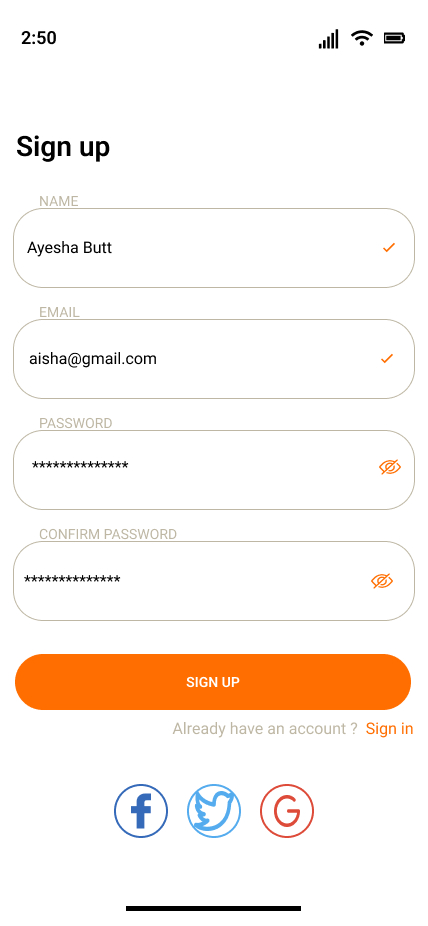 2:50
Sign up
NAME
Ayesha Butt
EMAIL
aisha@gmail.com
PASSWORD
**************
CONFIRM PASSWORD
**************
SIGN UP
Already have an account ? Sign in